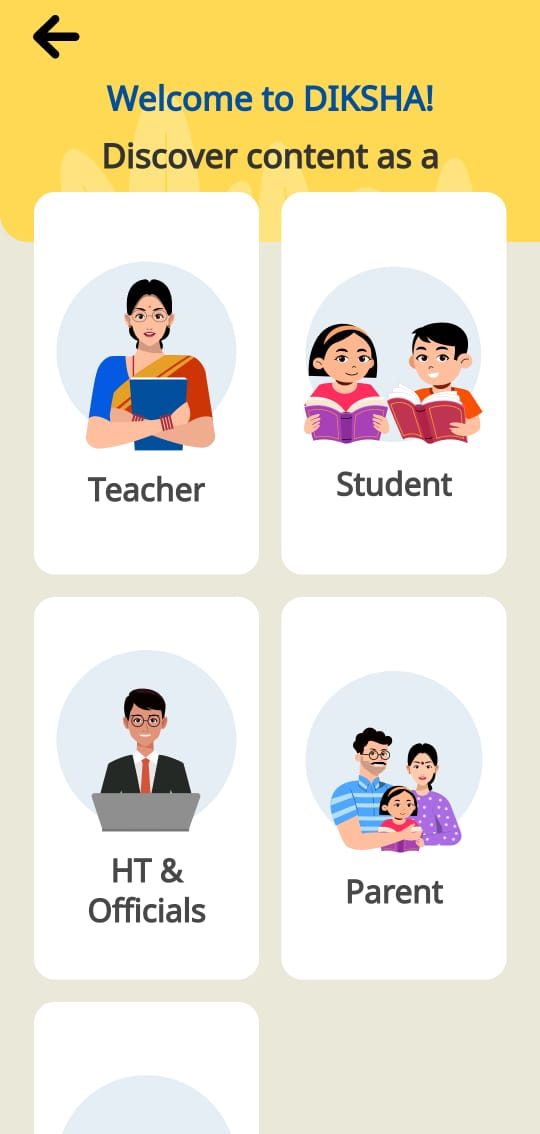 Welcome to DIKSHA!
Discover content as a
Teacher
Student
HT &
Officials
Parent